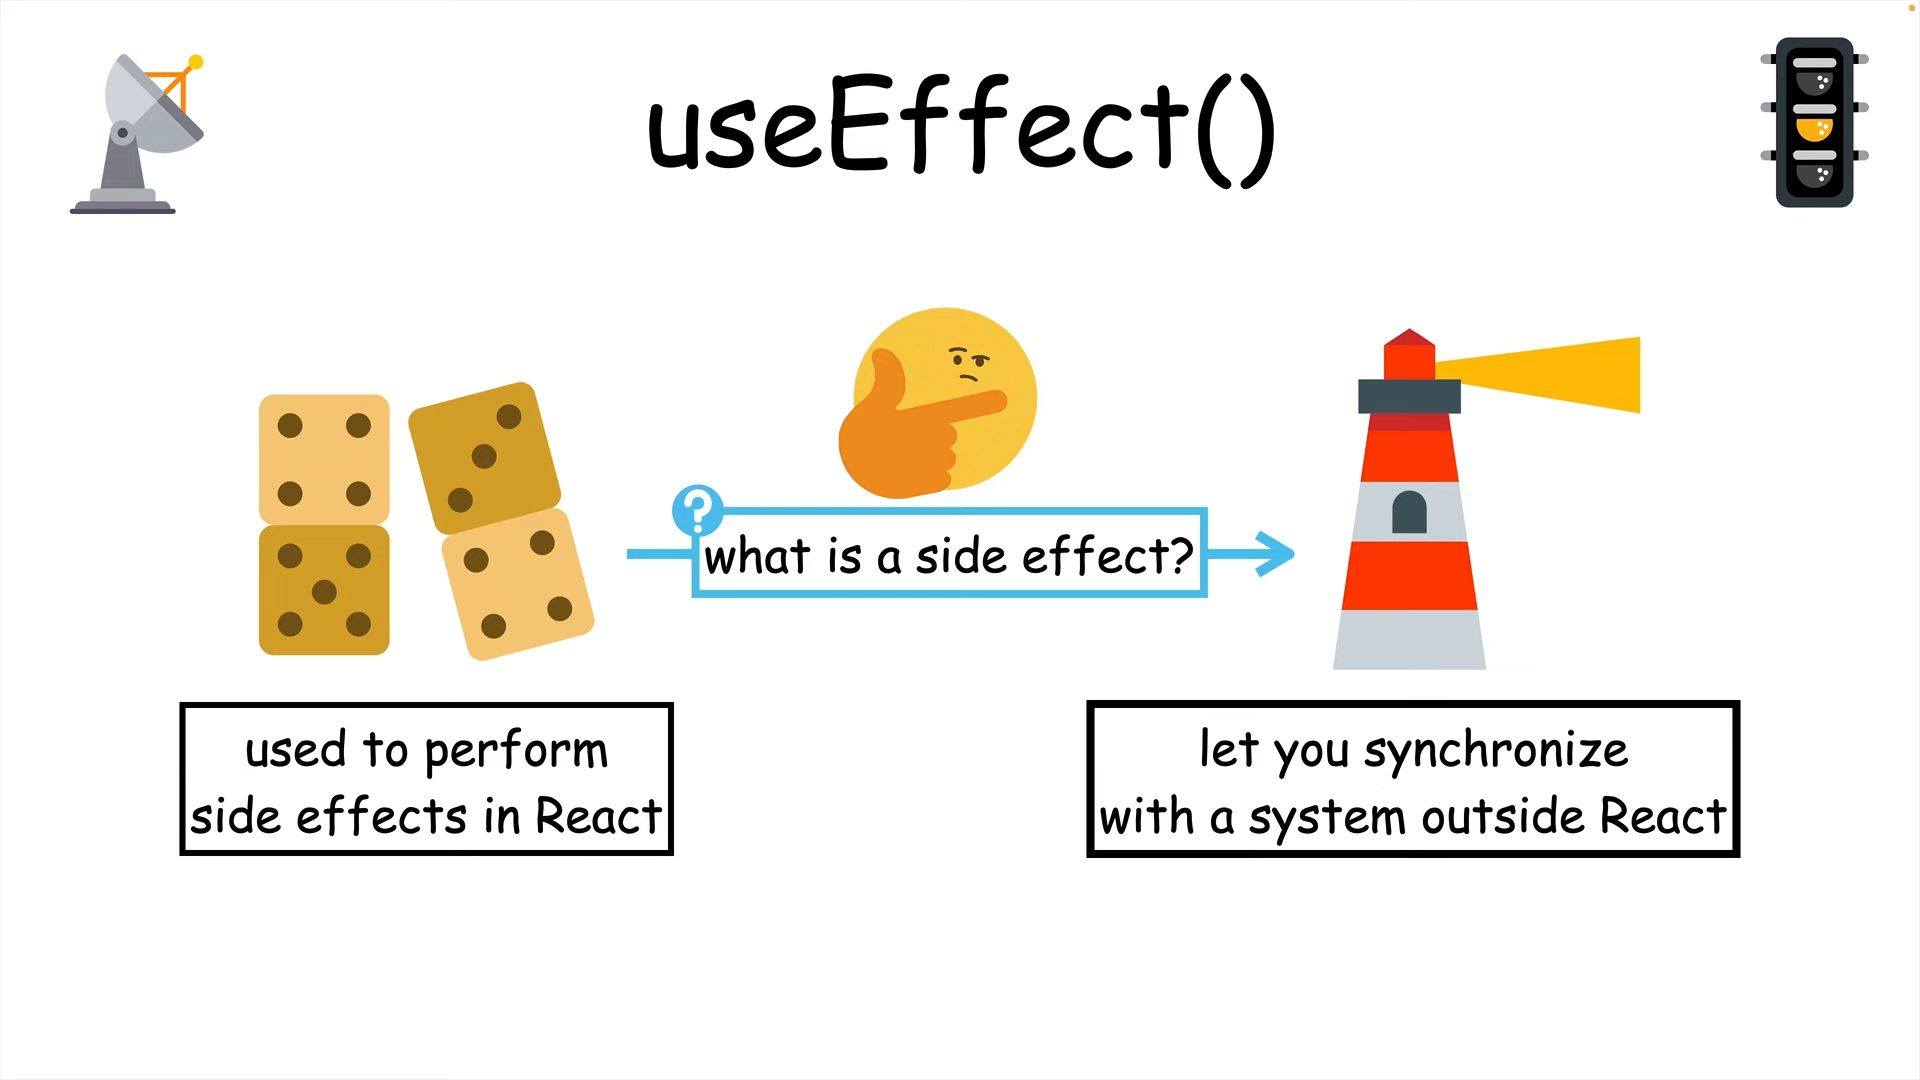 useEffect()
?
what is a side effect?
used to perform
side effects in React
let you synchronize
with a system outside React